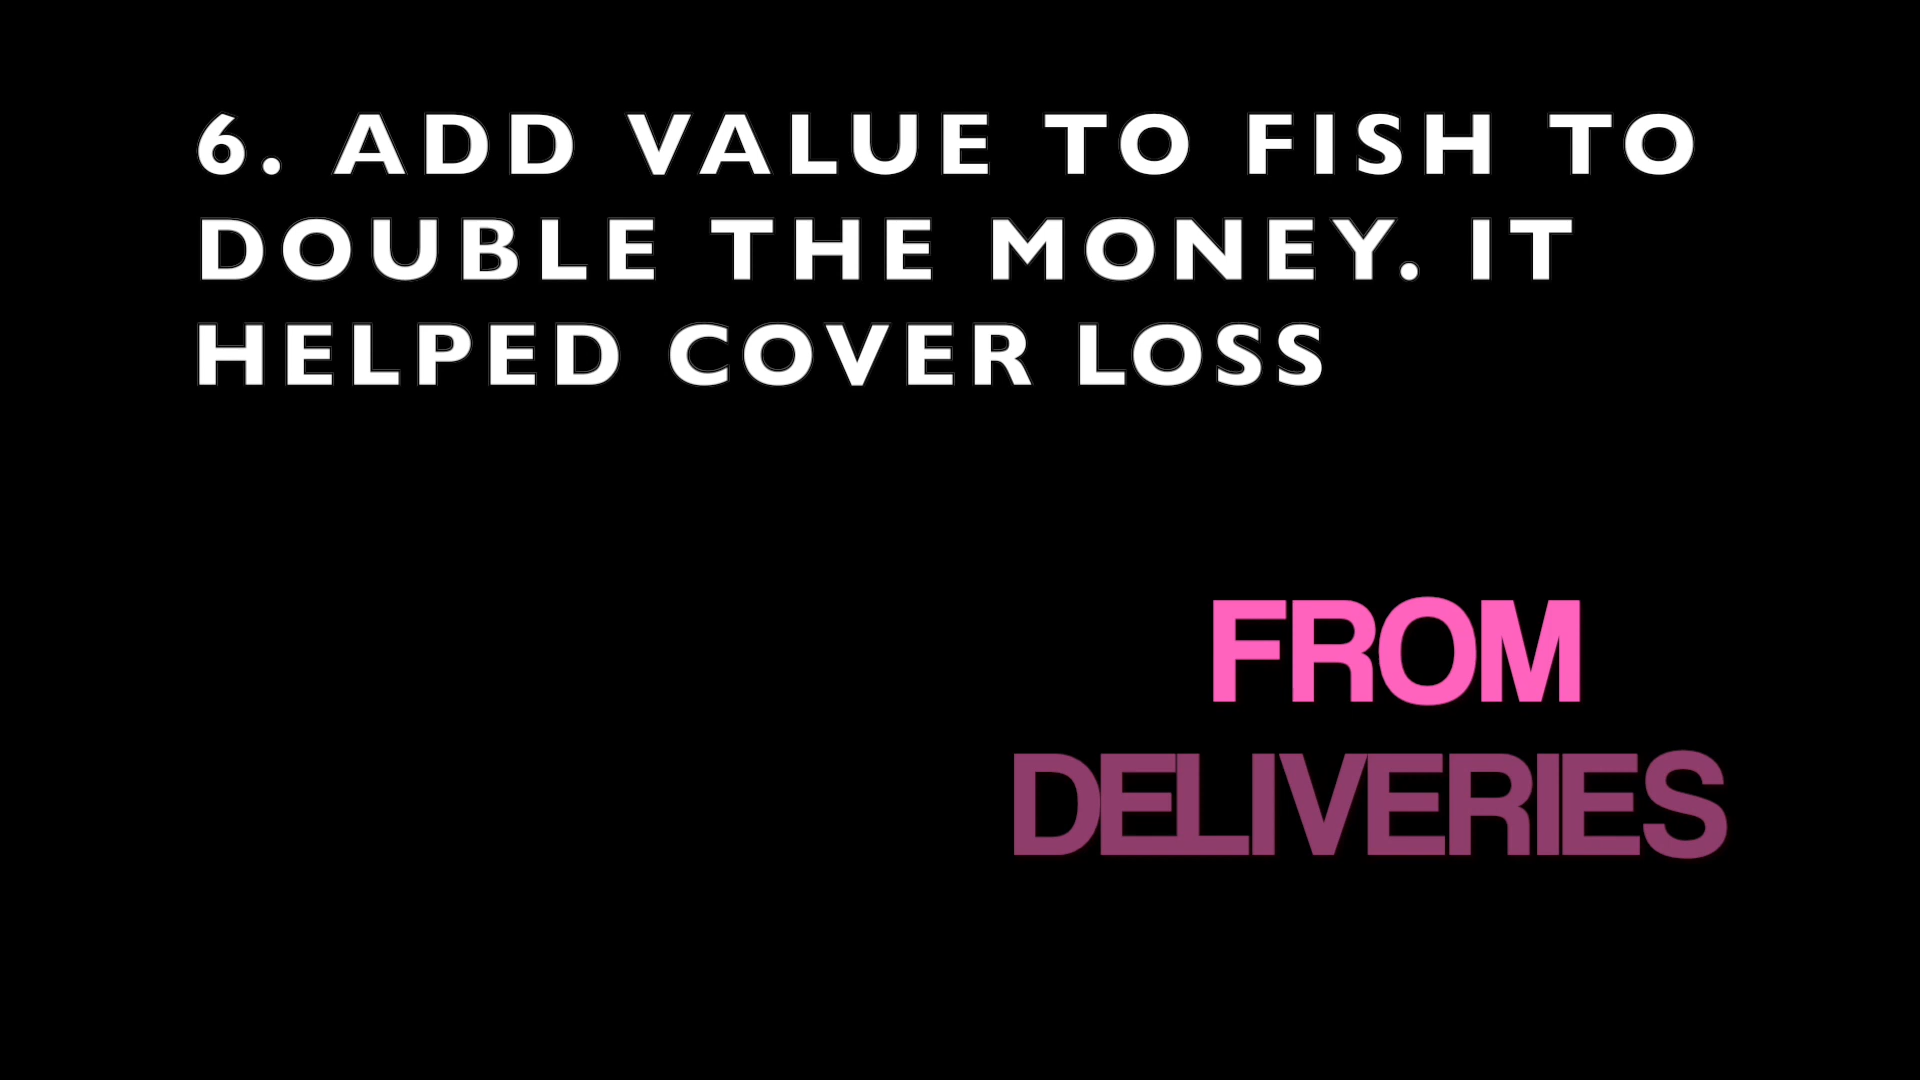 6. ADD VALUE TO FISH TO
DOUBLE THE MONEY. IT
HELPED COVER LOSS
FROM
DELIVERIES